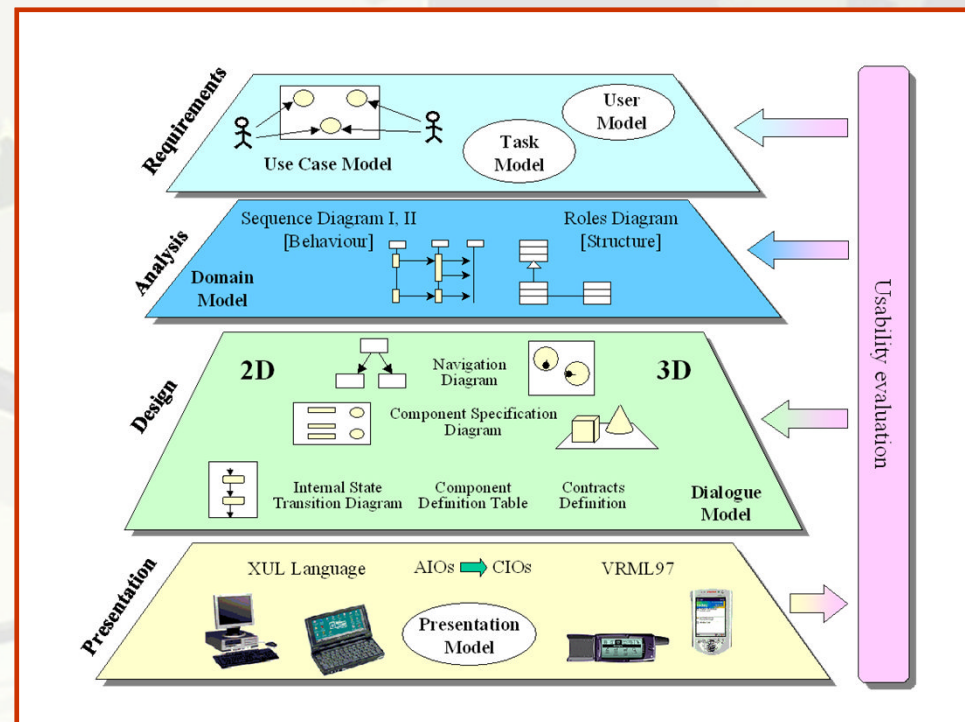 Requirements
User
Model
Task
Model
Use Case Model
Analysis
Sequence Diagram I, II
[Behaviour]
Roles Diagram
[Structure]
Domain
Model
Design
2D
Navigation
Diagram
3D
Component Specification
Diagram
Internal State
Transition Diagram
Component
Definition Table
Contracts
Definition
Dialogue
Model
Presentation
XUL Language
AIOs
CIOs
VRML97
Presentation
Model
Usability evaluation